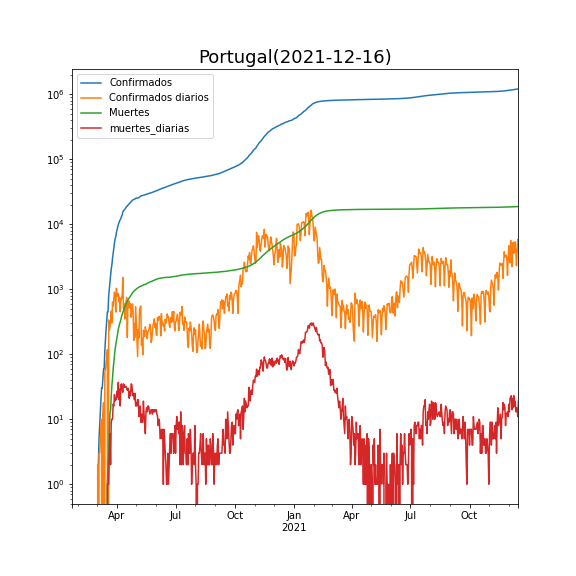 Portugal(2021-12-16)
Confirmados
Confirmados diarios
Muertes
muertes_diarias
10⁶
10⁵
10⁴
10³
10²
10¹
10⁰
Apr Jul Oct Jan Apr Jul Oct
2021